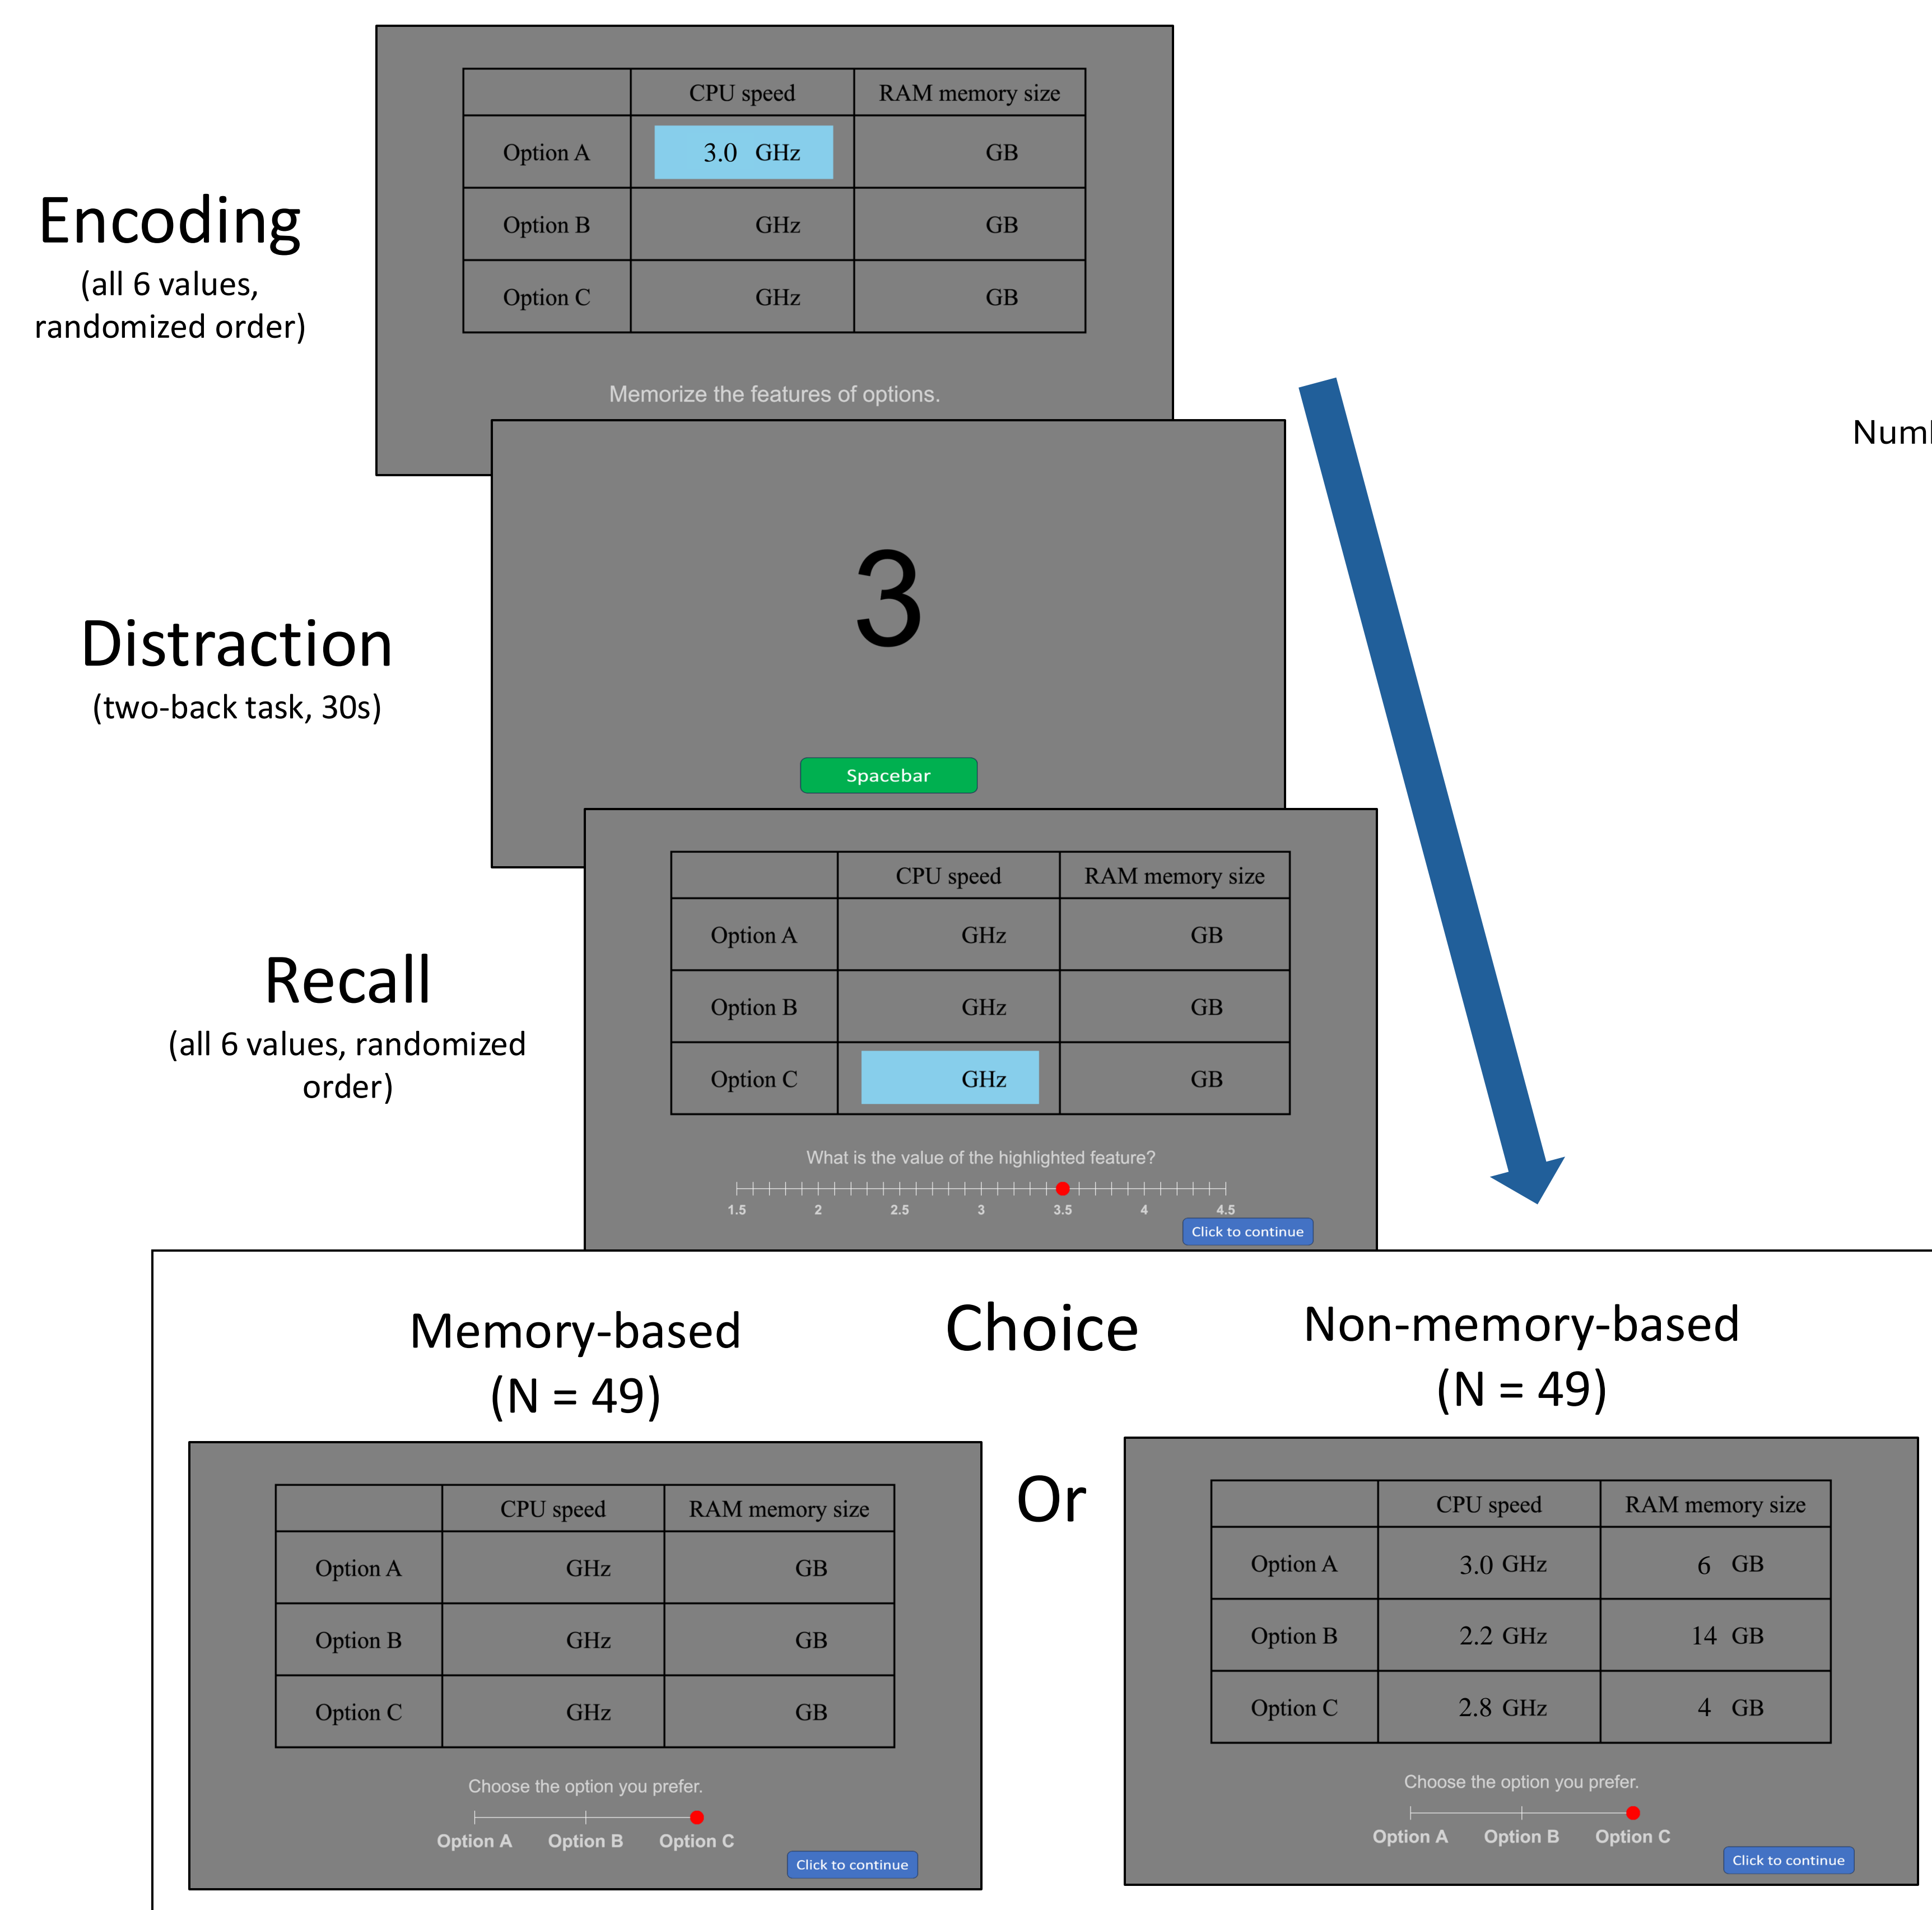 CPU speed RAM memory size
Option A 3.0 GHz GB
Option B GHz GB
Option C GHz GB
Memorize the features of options.
Encoding
(all 6 values,
randomized order)
3
Spacebar
Distraction
(two-back task, 30s)
CPU speed RAM memory size
Option A GHz GB
Option B GHz GB
Option C GHz GB
What is the value of the highlighted feature?
1.5 2 2.5 3 3.5 4 4.5
Click to continue
Recall
(all 6 values, randomized
order)
Choice
Memory-based
(N = 49)
CPU speed RAM memory size
Option A GHz GB
Option B GHz GB
Option C GHz GB
Choose the option you prefer.
Option A Option B Option C
Click to continue
Or
Non-memory-based
(N = 49)
CPU speed RAM memory size
Option A 3.0 GHz 6 GB
Option B 2.2 GHz 14 GB
Option C 2.8 GHz 4 GB
Choose the option you prefer.
Option A Option B Option C
Click to continue